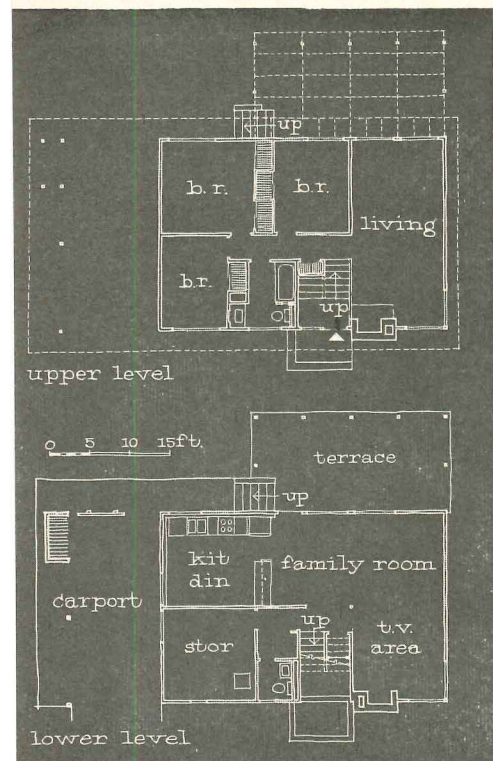 up
b.r.
b.r.
living
b.r.
up
upper level
0 5 10 15ft.
terrace
up
kit
din
family room
carport
up
t.v.
area
stor
lower level